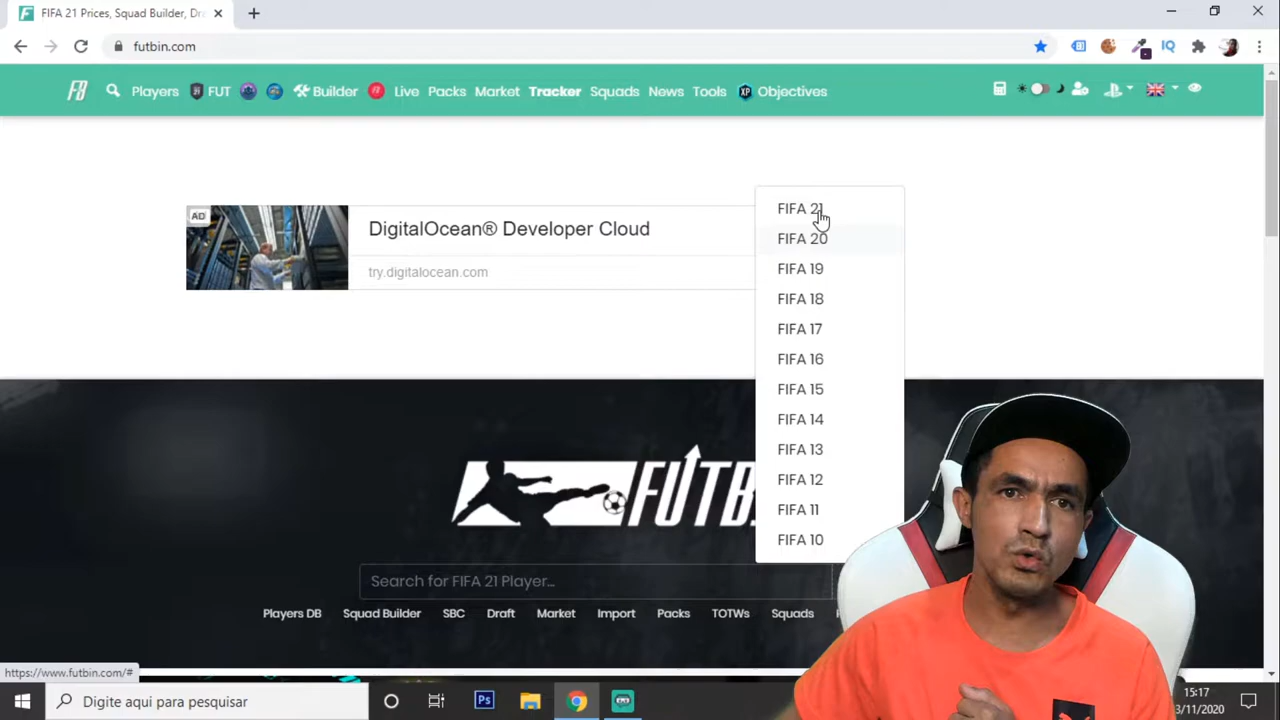 FIFA 21 Prices, Squad Builder, Dr
futbin.com
IQ
FB
Players
FUT
Builder
Live
Packs
Market
Tracker
Squads
News
Tools
XP
Objectives
AD
DigitalOcean® Developer Cloud
try.digitalocean.com
FIFA 21
FIFA 20
FIFA 19
FIFA 18
FIFA 17
FIFA 16
FIFA 15
FIFA 14
FIFA 13
FIFA 12
FIFA 11
FIFA 10
Search for FIFA 21 Player...
Players DB
Squad Builder
SBC
Draft
Market
Import
Packs
TOTWs
Squads
https://www.futbin.com/#
Digite aqui para pesquisar
Ps
15:17
3/11/2020